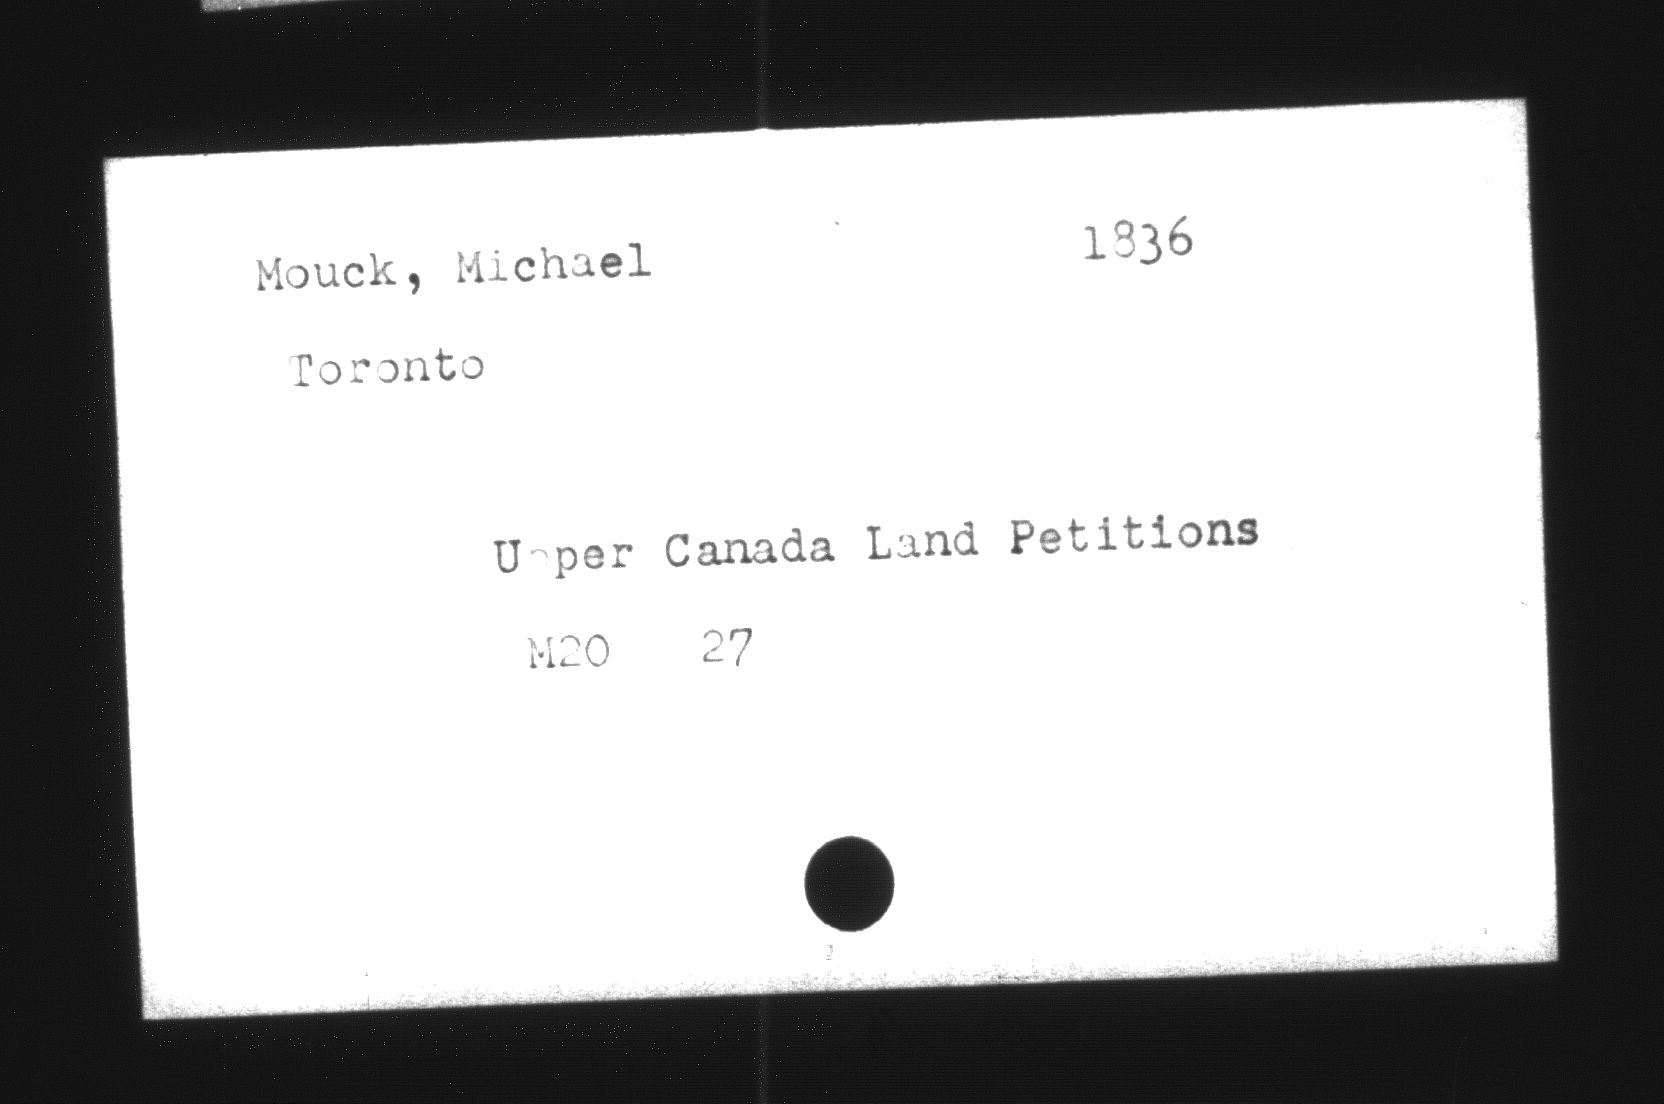 Mouck, Michael 1836
Toronto
Upper Canada Land Petitions
M20 27